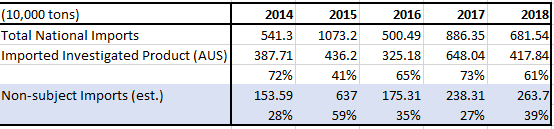 (10,000 tons) 2014 2015 2016 2017 2018
Total National Imports 541.3 1073.2 500.49 886.35 681.54
Imported Investigated Product (AUS) 387.71 436.2 325.18 648.04 417.84
72% 41% 65% 73% 61%
Non-subject Imports (est.) 153.59 637 175.31 238.31 263.7
28% 59% 35% 27% 39%